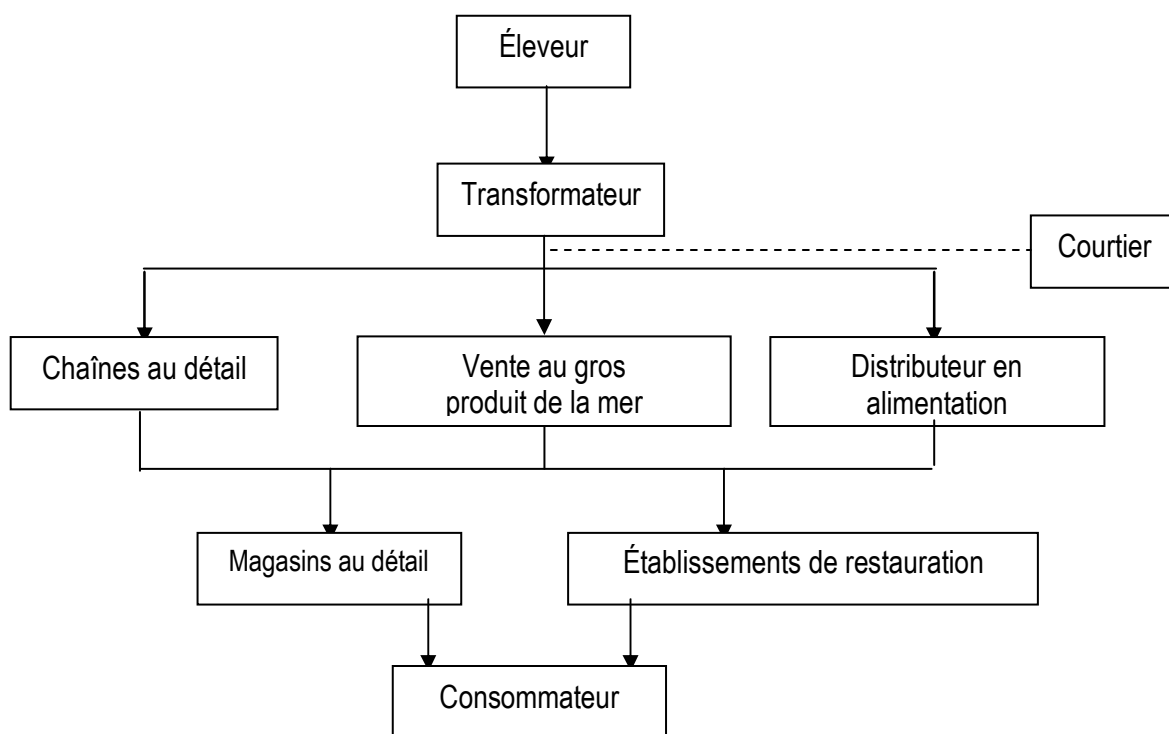 Éleveur
Transformateur
Courtier
Chaînes au détail
Vente au gros
produit de la mer
Distributeur en
alimentation
Magasins au détail
Établissements de restauration
Consommateur